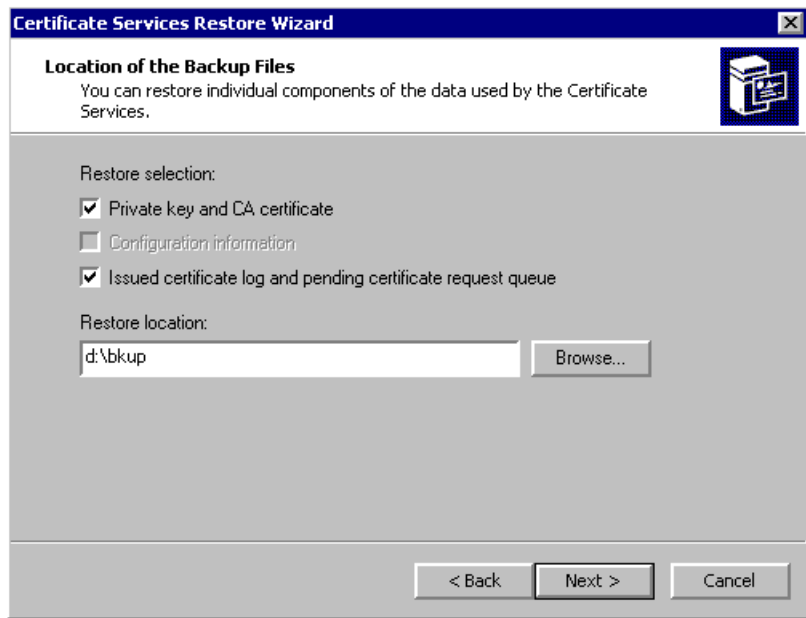 Certificate Services Restore Wizard
Location of the Backup Files
You can restore individual components of the data used by the Certificate
Services.
Restore selection:
Private key and CA certificate
Configuration information
Issued certificate log and pending certificate request queue
Restore location:
d:\bkup
Browse...
< Back
Next >
Cancel